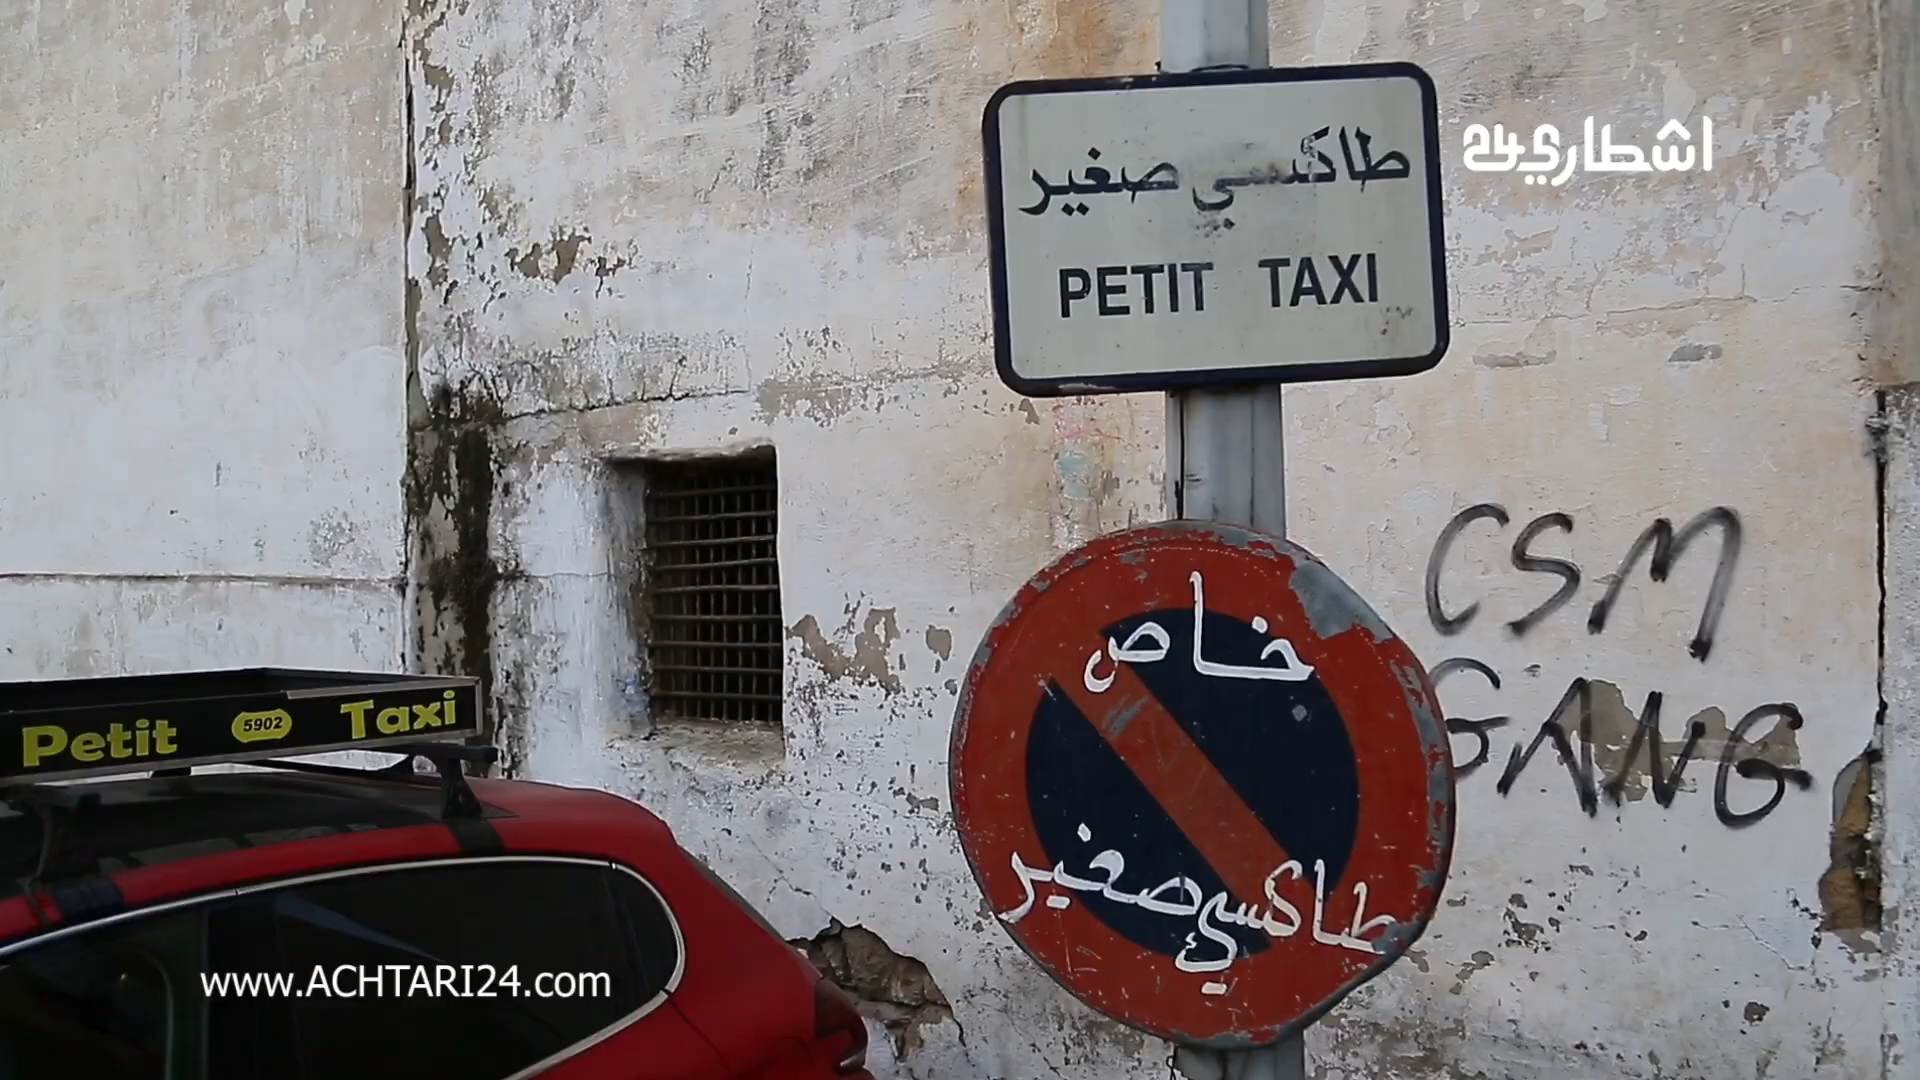 طاكسي صغير
PETIT TAXI
اشطاري24
CSM
GANG
خاص
طاكسي صغير
Petit 5902 Taxi
www.ACHTARI24.com